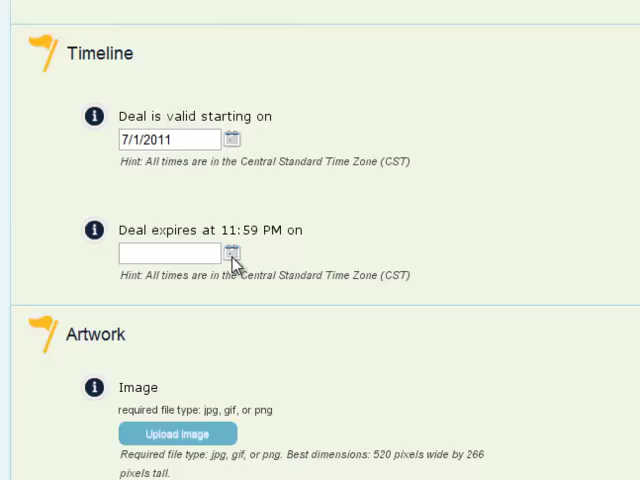 Timeline
Deal is valid starting on
7/1/2011
Hint: All times are in the Central Standard Time Zone (CST)
Deal expires at 11:59 PM on
Hint: All times are in the Central Standard Time Zone (CST)
Artwork
Image
required file type: jpg, gif, or png
Upload Image
Required file type: jpg, gif, or png. Best dimensions: 520 pixels wide by 266
pixels tall.